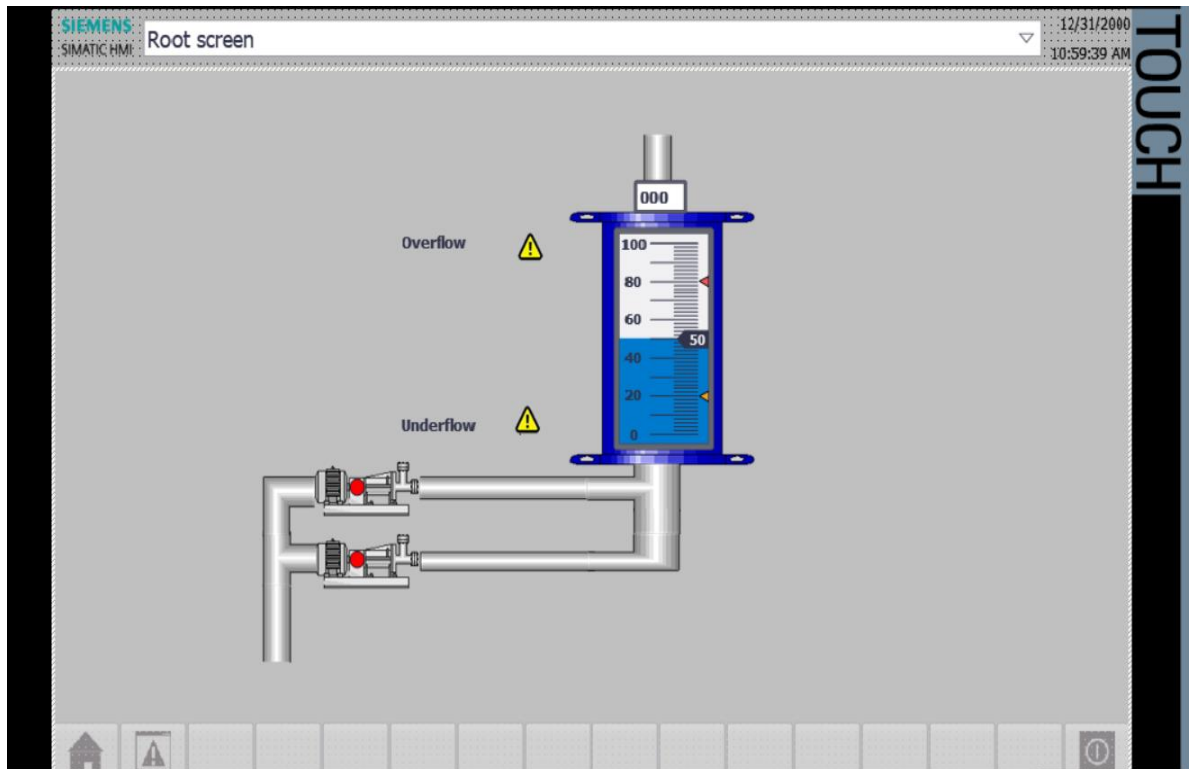 SIEMENS
SIMATIC HMI
Root screen
12/31/2000
10:59:39 AM
TOUCH
000
Overflow
100
80
60
50
40
20
Underflow
0